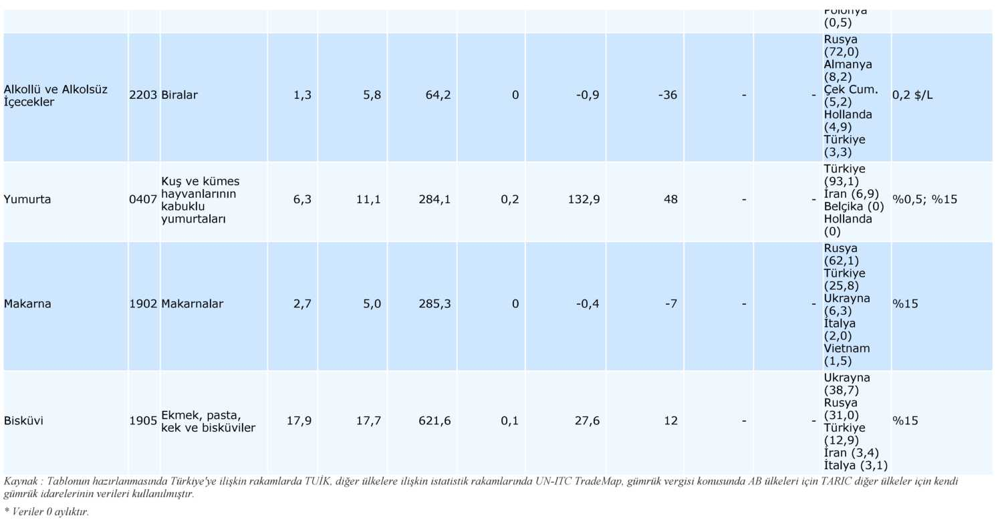 (0,5)
Alkollü ve Alkolsüz
İçecekler
2203
Biralar
1,3
5,8
64,2
0
-0,9
-36
-
-
Rusya
(72,0)
Almanya
(8,2)
Çek Cum.
(5,2)
Hollanda
(4,9)
Türkiye
(3,3)
0,2 $/L
Yumurta
0407
Kuş ve kümes
hayvanlarının
kabuklu
yumurtaları
6,3
11,1
284,1
0,2
132,9
48
-
-
Türkiye
(93,1)
İran (6,9)
Belçika (0)
Hollanda
(0)
%0,5; %15
Makarna
1902
Makarnalar
2,7
5,0
285,3
0
-0,4
-7
-
-
Rusya
(62,1)
Türkiye
(25,8)
Ukrayna
(6,3)
İtalya
(2,0)
Vietnam
(1,5)
%15
Bisküvi
1905
Ekmek, pasta,
kek ve bisküviler
17,9
17,7
621,6
0,1
27,6
12
-
-
Ukrayna
(38,7)
Rusya
(31,0)
Türkiye
(12,9)
İran (3,4)
İtalya (3,1)
%15
Kaynak : Tablonun hazırlanmasında Türkiye'ye ilişkin rakamlarda TUİK, diğer ülkelere ilişkin istatistik rakamlarında UN-ITC TradeMap, gümrük vergisi konusunda AB ülkeleri için TARIC diğer ülkeler için kendi
gümrük idarelerinin verileri kullanılmıştır.
* Veriler 0 aylıktır.